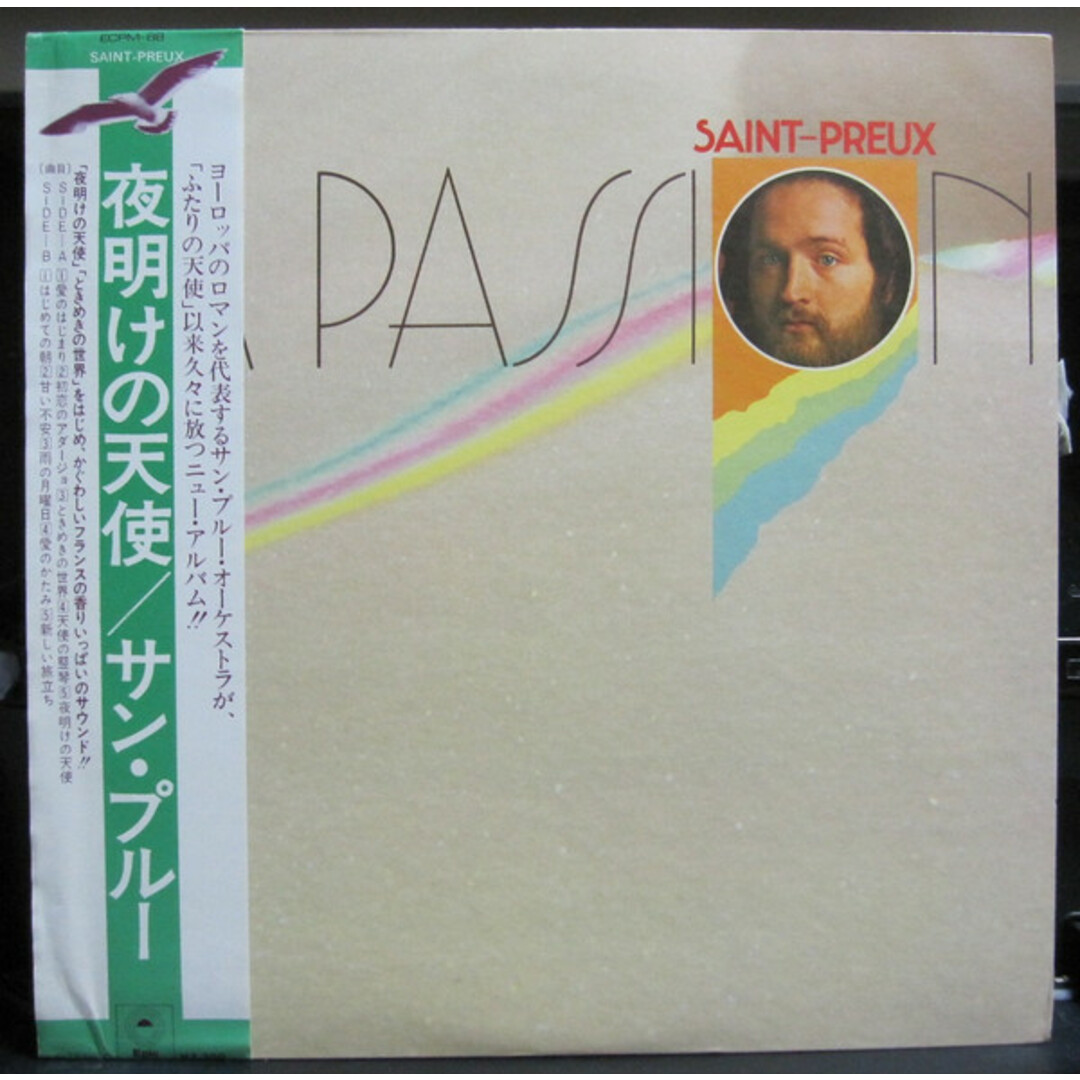 ECPM-88
SAINT-PREUX
夜明けの天使/サン・プルー
ヨーロッパのロマンを代表するサン・プルー・オーケストラが、
「ふたりの天使」以来久々に放つニュー・アルバム!!
「夜明けの天使」「ときめきの世界」をはじめ、かぐわしいフランスの香りいっぱいのサウンド!!
(曲目) SIDE—A ①愛のはじまり②初恋のアダージョ③ときめきの世界④天使の竪琴⑤夜明けの天使
SIDE—B ①はじめての朝②甘い不安③雨の月曜日④愛のかたみ⑤新しい旅立ち
Epic
SAINT-PREUX
PASSION